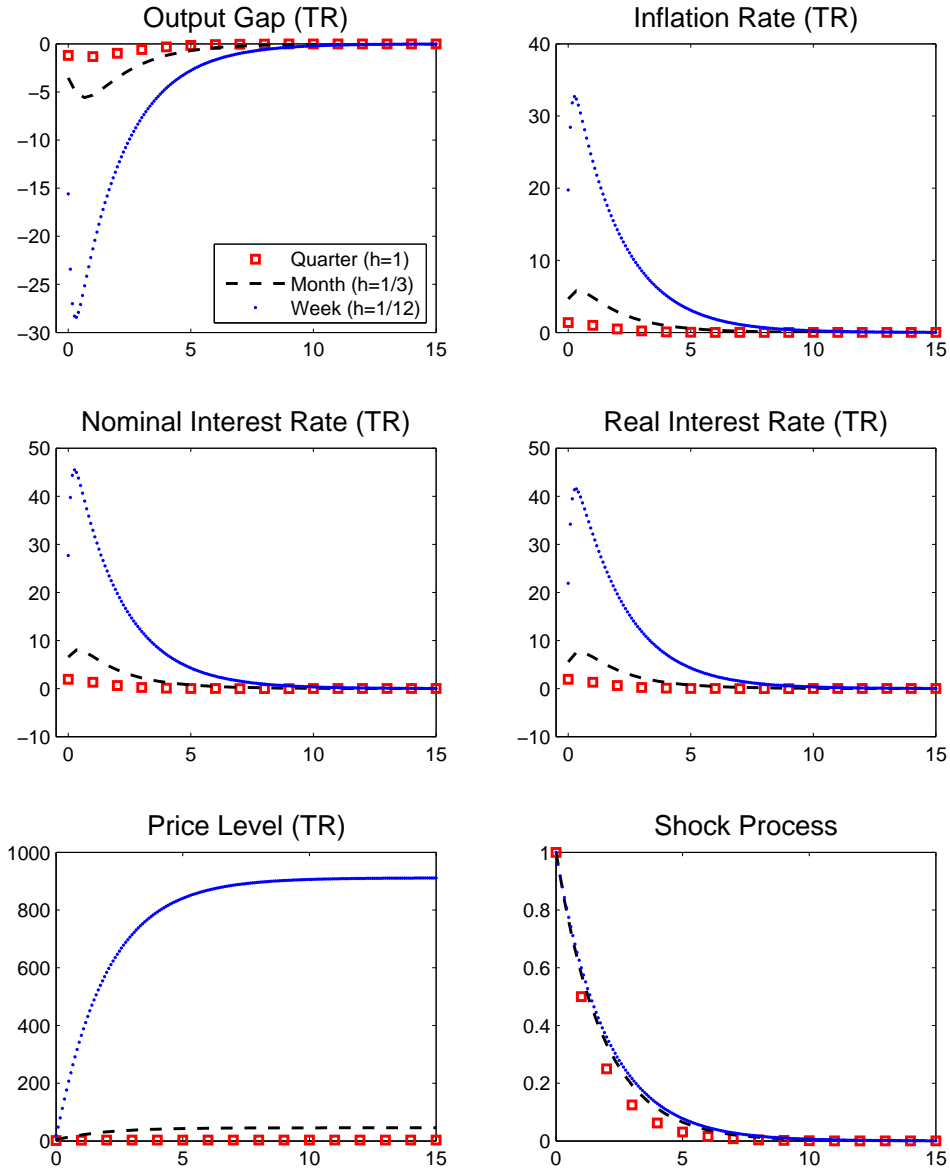 Output Gap (TR)
0
−5
−10
−15
−20
−25
−30
0 5 10 15
Quarter (h=1)
Month (h=1/3)
Week (h=1/12)
Inflation Rate (TR)
40
30
20
10
0
0 5 10 15
Nominal Interest Rate (TR)
50
40
30
20
10
0
−10
0 5 10 15
Real Interest Rate (TR)
50
40
30
20
10
0
−10
0 5 10 15
Price Level (TR)
1000
800
600
400
200
0
0 5 10 15
Shock Process
1
0.8
0.6
0.4
0.2
0
0 5 10 15